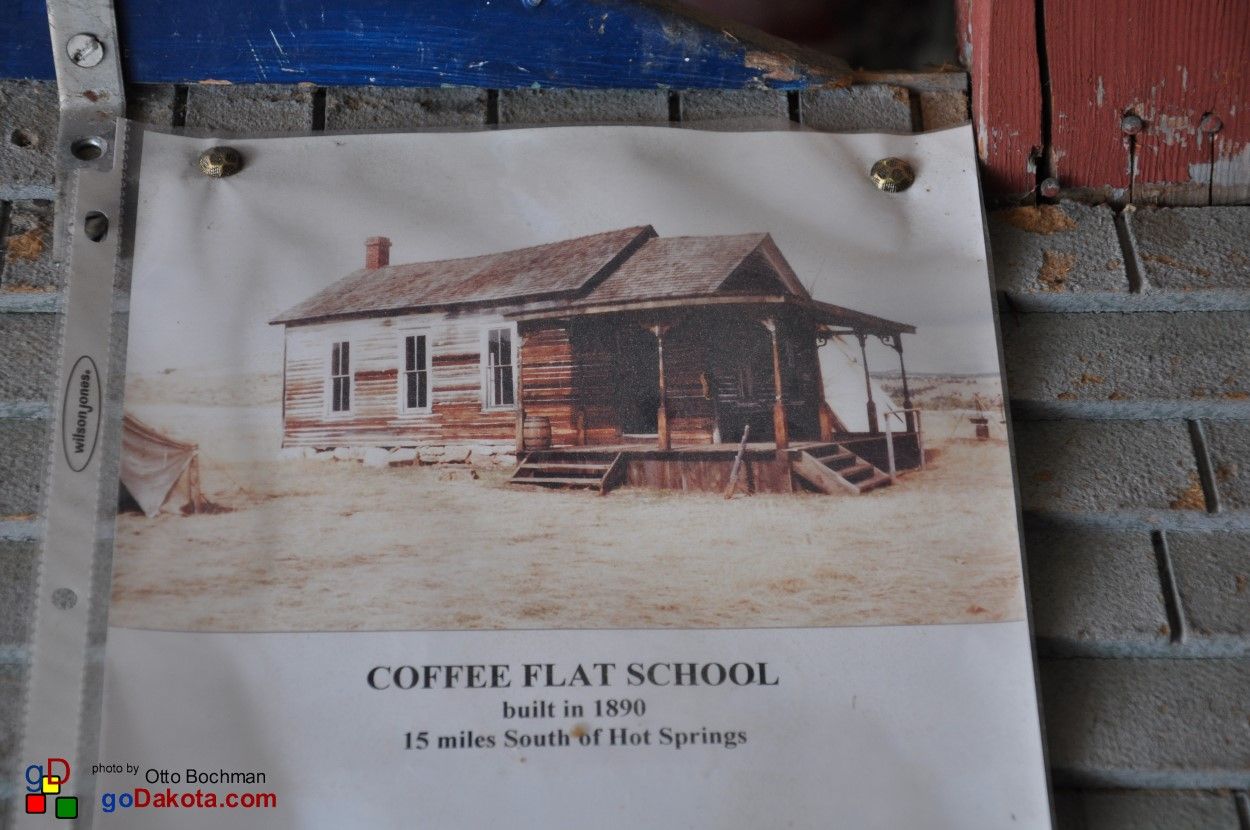 wilson jones®
COFFEE FLAT SCHOOL
built in 1890
15 miles South of Hot Springs
gD
photo by Otto Bochman
goDakota.com